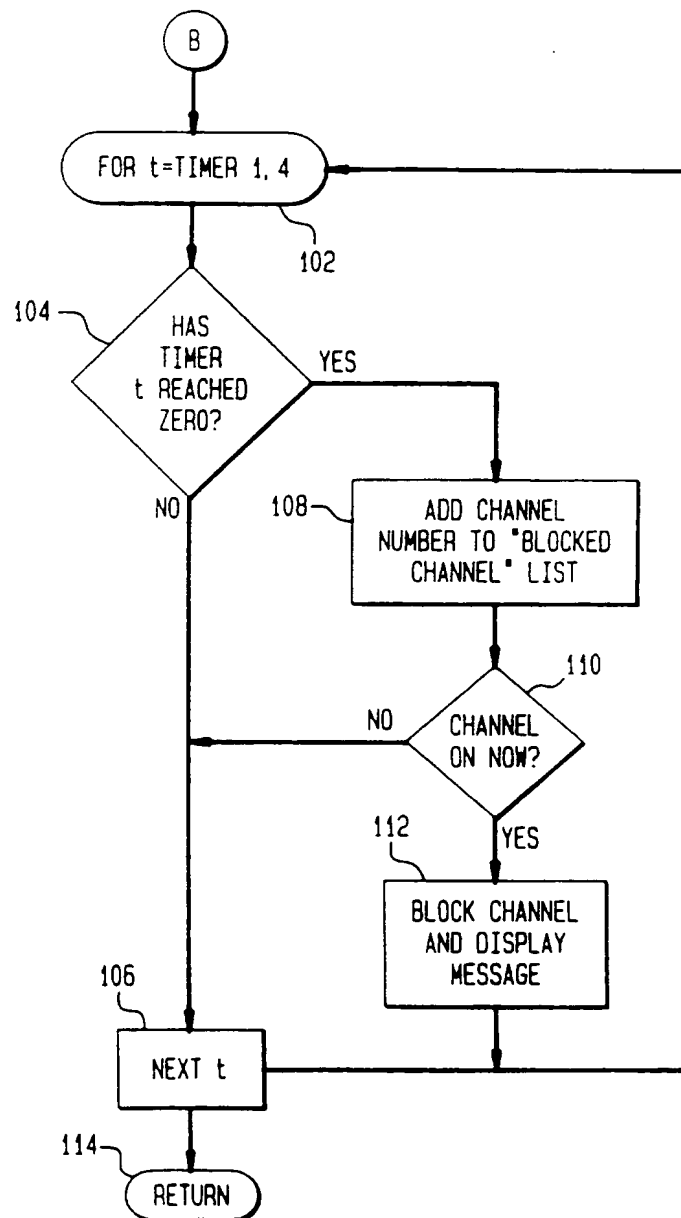 B
FOR t=TIMER 1, 4
102
104
HAS
TIMER
t REACHED
ZERO?
YES
NO
108
ADD CHANNEL
NUMBER TO "BLOCKED
CHANNEL" LIST
110
NO
CHANNEL
ON NOW?
YES
112
BLOCK CHANNEL
AND DISPLAY
MESSAGE
106
NEXT t
114
RETURN